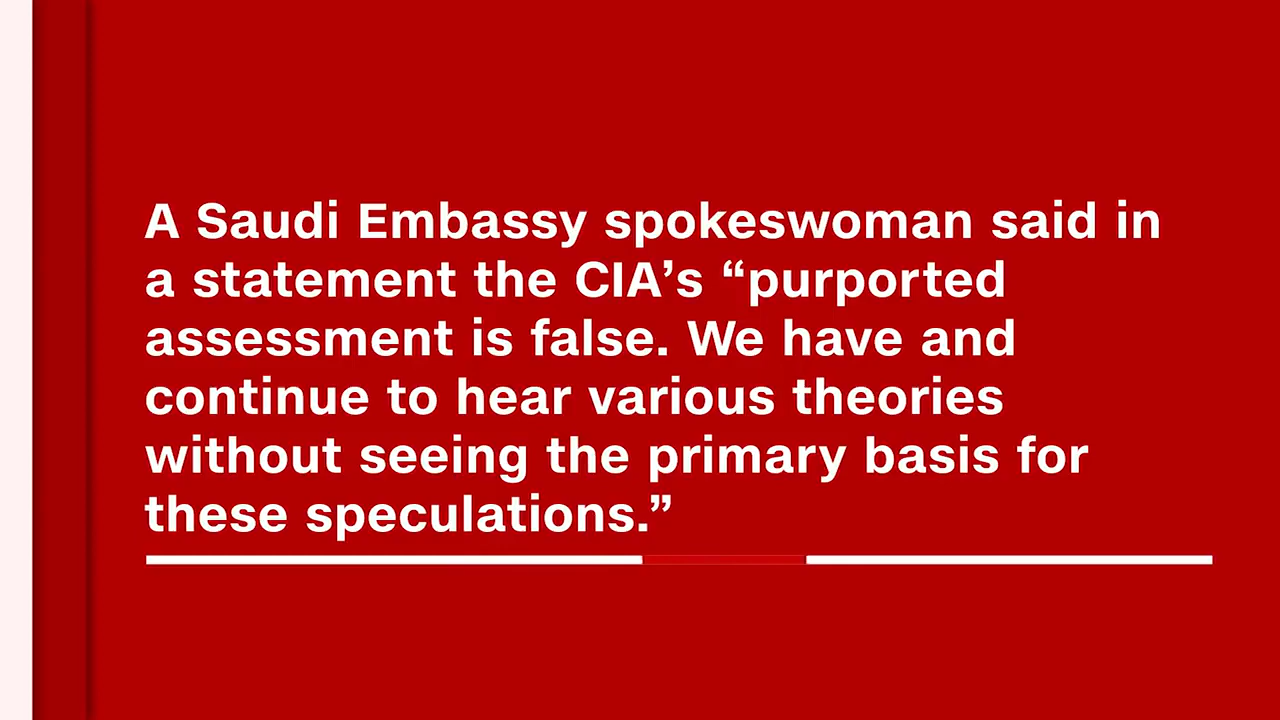 A Saudi Embassy spokeswoman said in
a statement the CIA’s “purported
assessment is false. We have and
continue to hear various theories
without seeing the primary basis for
these speculations.”